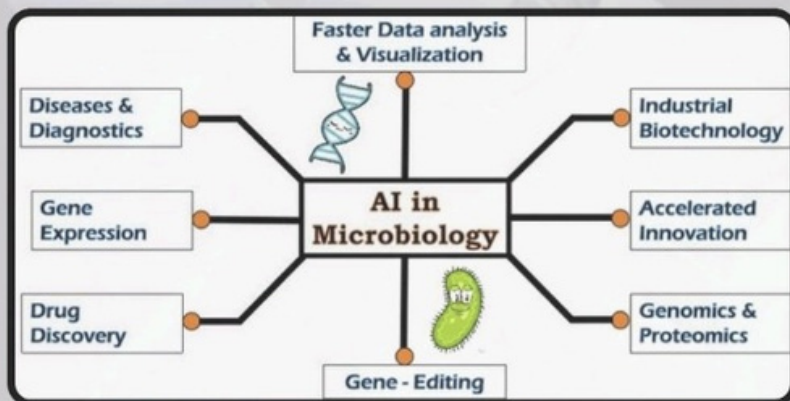 Faster Data analysis
& Visualization
Diseases &
Diagnostics
Industrial
Biotechnology
Gene
Expression
AI in
Microbiology
Accelerated
Innovation
Drug
Discovery
Genomics &
Proteomics
Gene - Editing